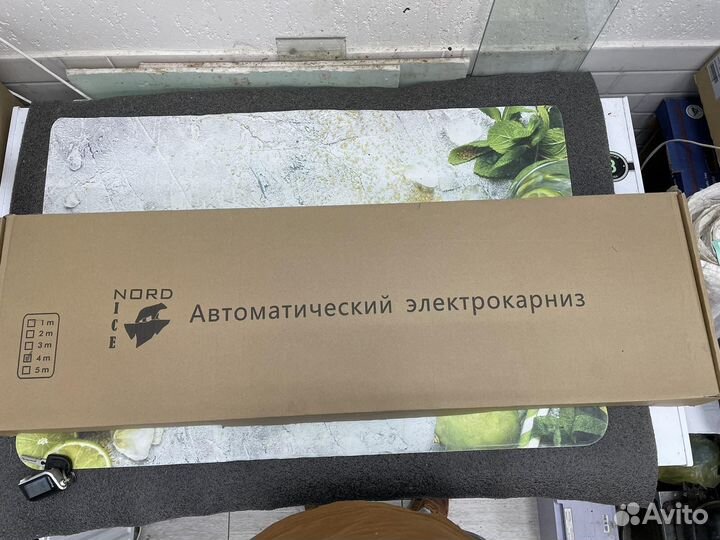 NORD
ICE
Автоматический электрокарниз
1 m
2 m
3 m
4 m
5 m
Avito